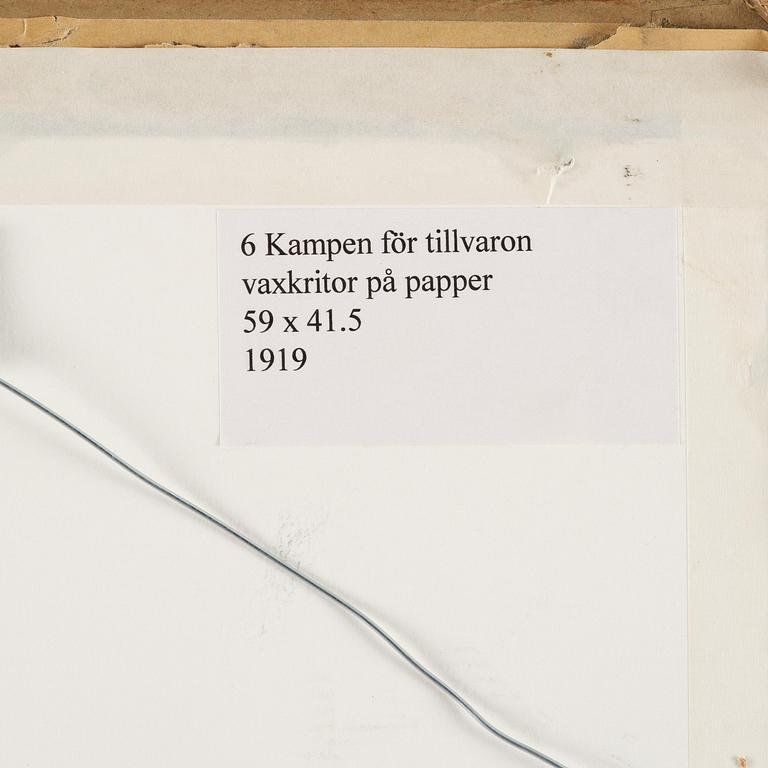 6 Kampen för tillvaron
vaxkritor på papper
59 x 41.5
1919